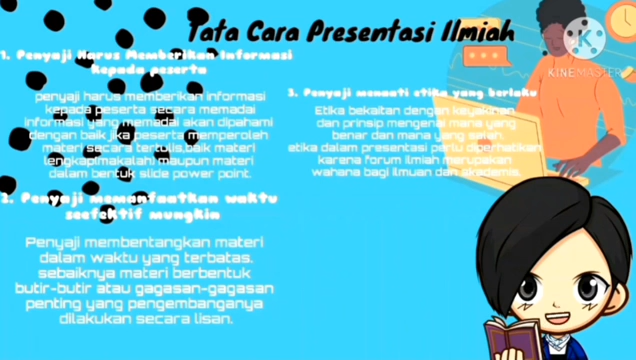 Tata Cara Presentasi Ilmiah
1. Penyaji Harus Memberikan Informasi
kepada peserta
penyaji harus memberikan informasi
kepada peserta secara memadai
informasi yang memadai akan dipahami
dengan baik jika peserta memperoleh
materi secara tertulis,baik materi
lengkap(makalah) maupun materi
dalam bentuk slide power point.
2. Penyaji memanfaatkan waktu
seefektif mungkin
Penyaji membentangkan materi
dalam waktu yang terbatas.
sebaiknya materi berbentuk
butir-butir atau gagasan-gagasan
penting yang pengembanganya
dilakukan secara lisan.
3. Penyaji menaati etika yang berlaku
Etika bekaitan dengan keyakinan
dan prinsip mengenai mana yang
benar dan mana yang salah.
etika dalam presentasi perlu diperhatikan
karena forum ilmiah merupakan
wahana bagi ilmuan dan akademis.
K
KINEMASTER